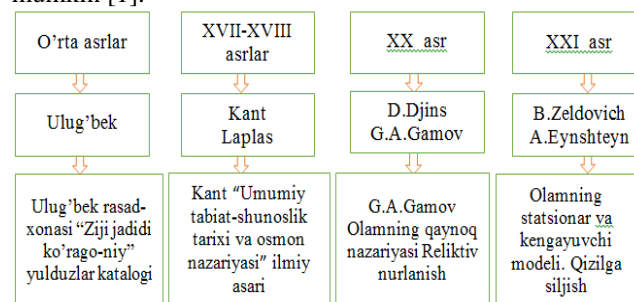 O’rta asrlar
XVII-XVIII
asrlar
XX asr
XXI asr
Ulug’bek
Kant
Laplas
D.Djins
G.A.Gamov
B.Zeldovich
A.Eynshteyn
Ulug’bek rasad-
xonasi “Ziji jadidi
ko’rago-niy”
yulduzlar katalogi
Kant “Umumiy
tabiat-shunoslik
tarixi va osmon
nazariyasi” ilmiy
asari
G.A.Gamov
Olamning qaynoq
nazariyasi Reliktiv
nurlanish
Olamning
statsionar va
kengayuvchi
modeli. Qizilga
siljish